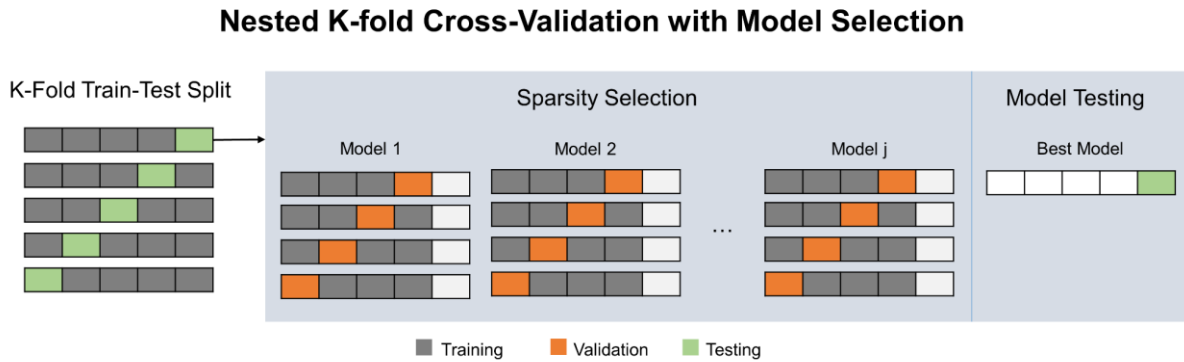 Nested K-fold Cross-Validation with Model Selection
K-Fold Train-Test Split
Sparsity Selection
Model Testing
Model 1
Model 2
Model j
Best Model
...
Training
Validation
Testing